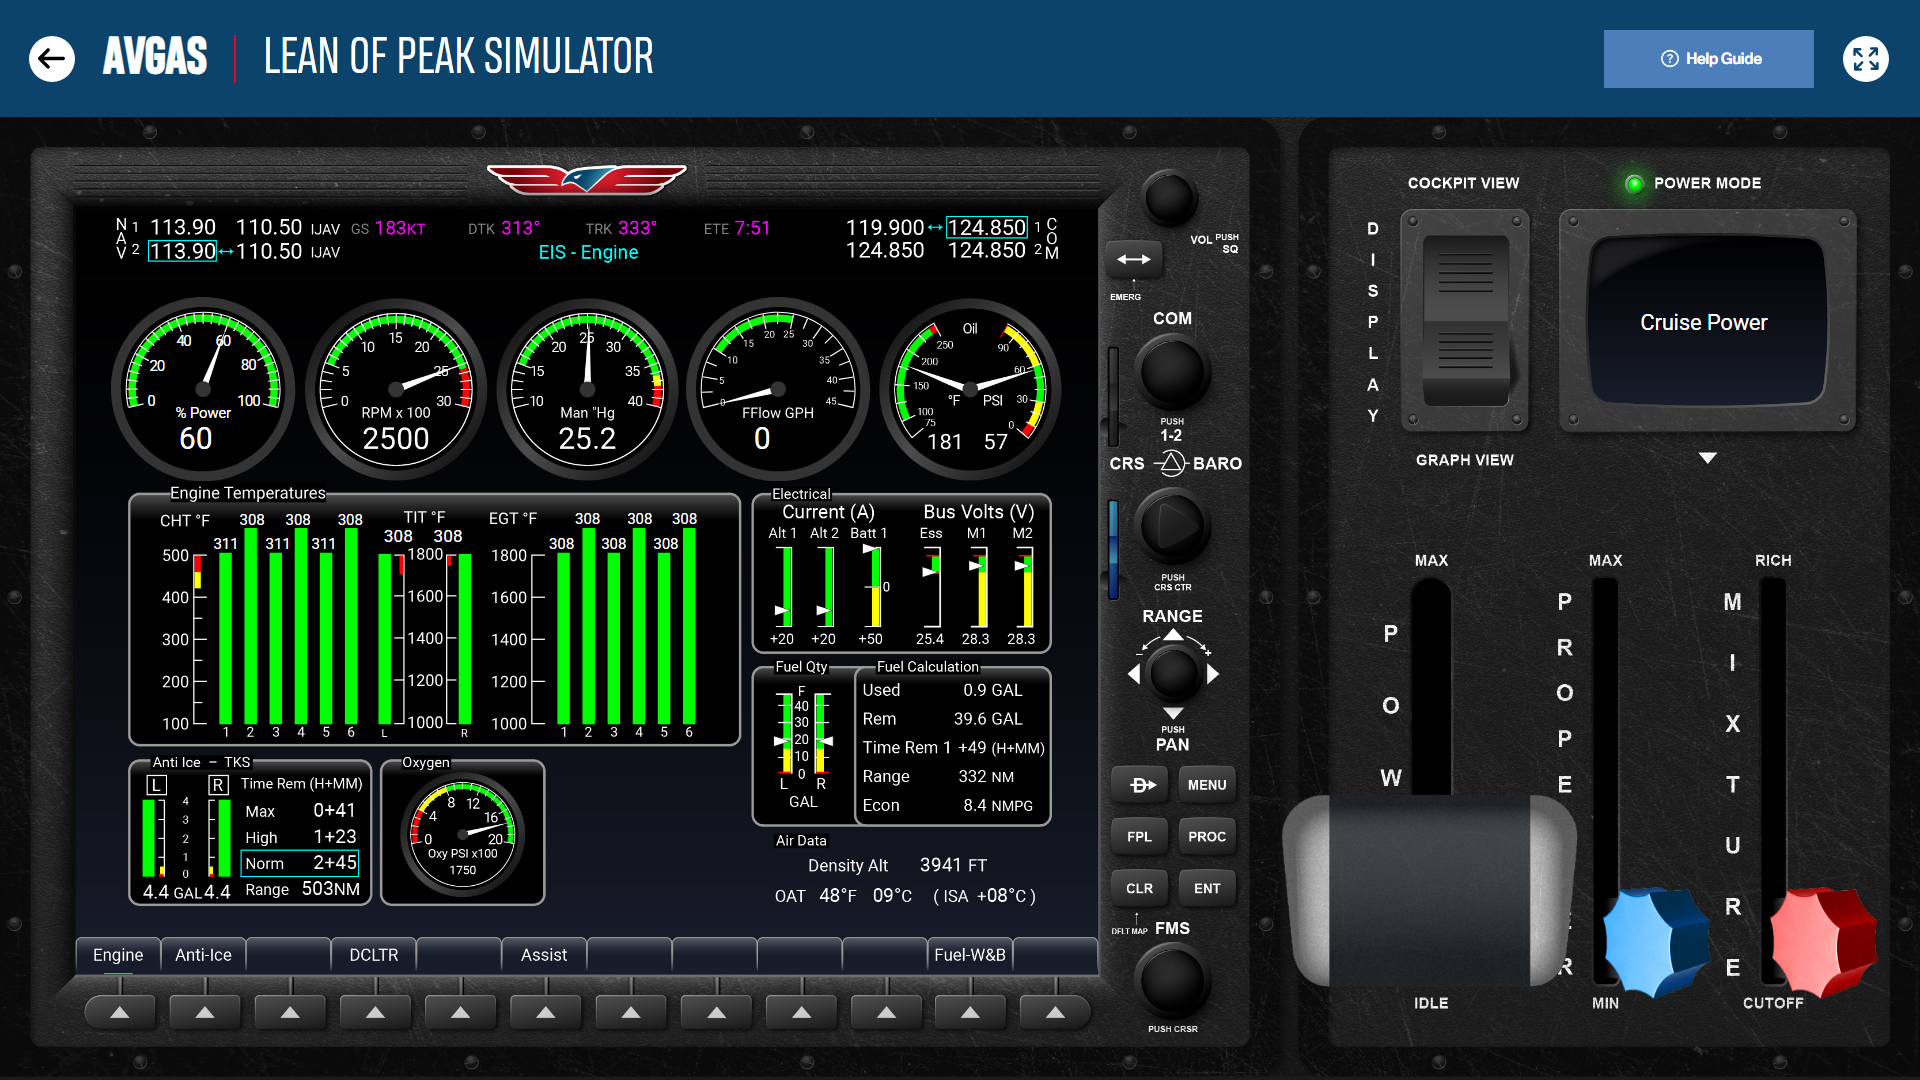 AVGAS LEAN OF PEAK SIMULATOR
Help Guide
NAV 1 113.90 110.50 IJAV GS 183KT DTK 313° TRK 333° ETE 7:51 119.900 ↔ 124.850 1 COM
2 113.90 ↔ 110.50 IJAV EIS - Engine 124.850 124.850 2
0 20 40 60 80 100
% Power
60
0 5 10 15 20 25 30
RPM x 100
2500
10 15 20 25 30 35 40
Man "Hg
25.2
0 5 10 15 20 25 30 35 40 45
FFlow GPH
0
Oil
250 200 150 100 75
90 60 30 0
°F PSI
181 57
Engine Temperatures
CHT °F
311 308 311 308 311 308
500
400
300
200
100
1 2 3 4 5 6
TIT °F
308 308
1800
1600
1400
1200
1000
L R
EGT °F
308 308 308 308 308 308
1800
1600
1400
1200
1000
1 2 3 4 5 6
Electrical
Current (A) Bus Volts (V)
Alt 1 Alt 2 Batt 1 Ess M1 M2
0
+20 +20 +50 25.4 28.3 28.3
Fuel Qty
F
40
30
20
10
0
L R
GAL
Fuel Calculation
Used 0.9 GAL
Rem 39.6 GAL
Time Rem 1 +49 (H+MM)
Range 332 NM
Econ 8.4 NMPG
Anti Ice – TKS
L R Time Rem (H+MM)
4
3
2
1
0
Max 0+41
High 1+23
Norm 2+45
Range 503NM
4.4 GAL 4.4
Oxygen
0 4 8 12 16 20
Oxy PSI x100
1750
Air Data
Density Alt 3941 FT
OAT 48°F 09°C ( ISA +08°C )
Engine Anti-Ice DCLTR Assist Fuel-W&B
VOL PUSH SQ
EMERG
COM
PUSH
1-2
CRS BARO
PUSH
CRS CTR
RANGE
- +
PUSH
PAN
D MENU
FPL PROC
CLR ENT
DFLT MAP FMS
PUSH CRSR
COCKPIT VIEW
DISPLAY
GRAPH VIEW
POWER MODE
Cruise Power
MAX
POW
IDLE
MAX
PROPE
R
MIN
RICH
MIXTURE
CUTOFF